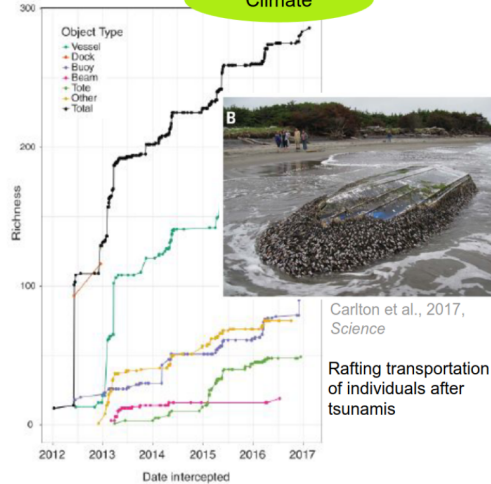 Climate
300
200
100
0
Richness
Object Type
Vessel
Dock
Buoy
Beam
Tote
Other
Total
B
2012 2013 2014 2015 2016 2017
Date intercepted
Carlton et al., 2017,
Science
Rafting transportation
of individuals after
tsunamis